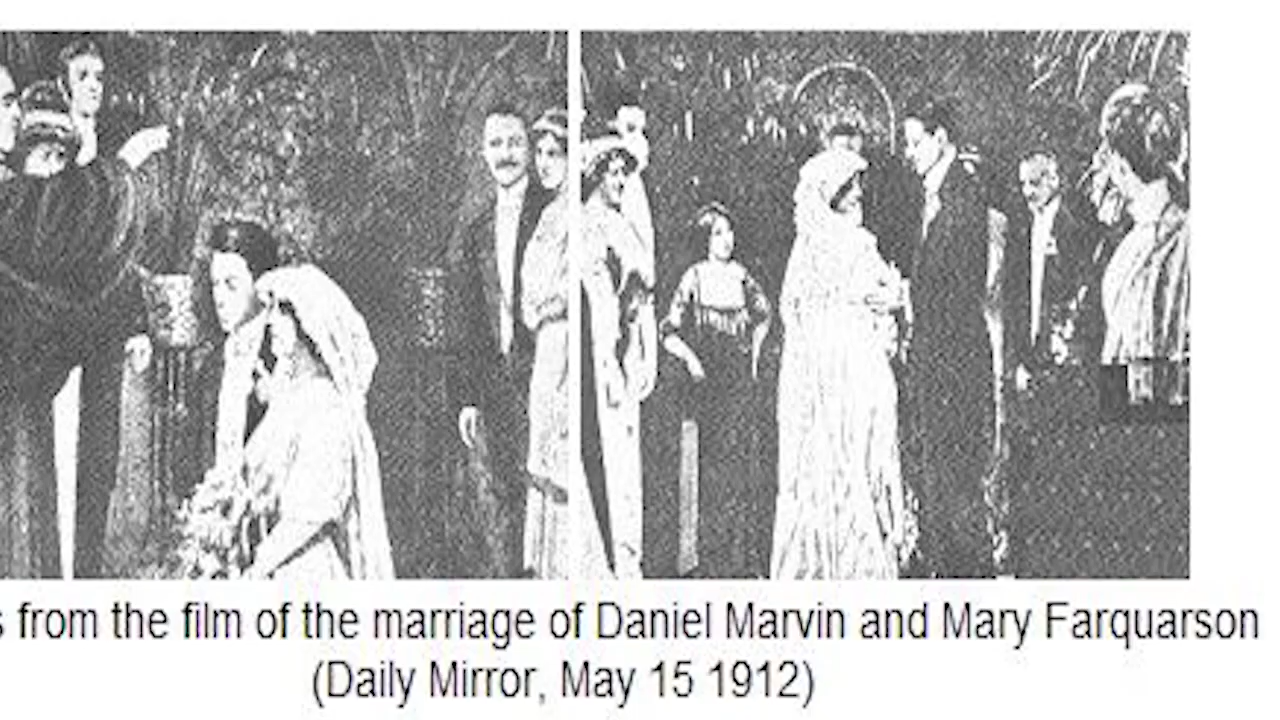 from the film of the marriage of Daniel Marvin and Mary Farquarson
(Daily Mirror, May 15 1912)